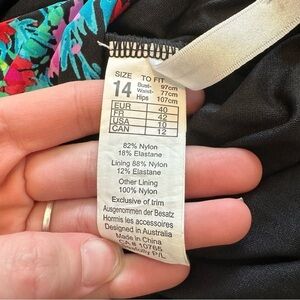 SIZE TO FIT
14 Bust- 97cm
Waist- 77cm
Hips 107cm
EUR 40
FR 42
USA 10
CAN 12
82% Nylon
18% Elastane
Lining 88% Nylon
12% Elastane
Other Lining
100% Nylon
Exclusive of trim
Ausgenommen der Besatz
Hormis les accessoires
Designed in Australia
Made in China
CA# 10765
P/L